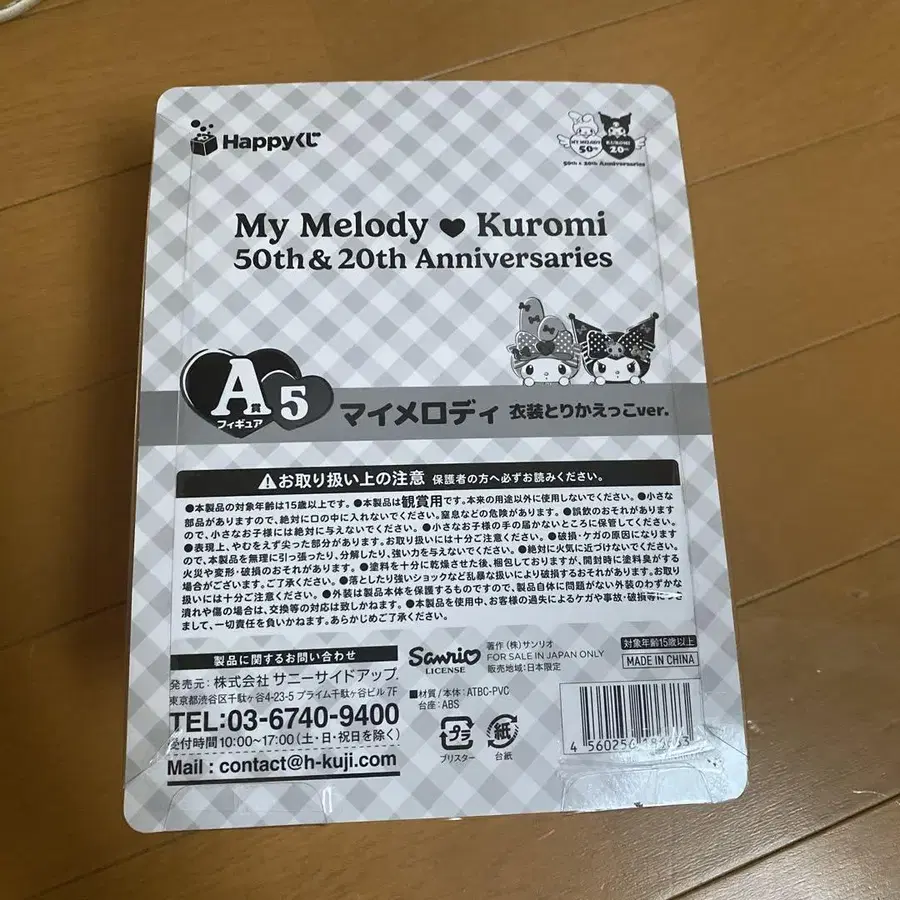 Happyくじ
MY MELODY 50th KUROMI 20th
50th & 20th Anniversaries
My Melody ♥ Kuromi
50th & 20th Anniversaries
A賞 5
フィギュア
マイメロディ 衣装とりかえっこver.
⚠お取り扱い上の注意 保護者の方へ必ずお読みください。
●本製品の対象年齢は15歳以上です。●本製品は観賞用です。本来の用途以外に使用しないでください。●小さな
部品がありますので、絶対に口の中に入れないでください。窒息などの危険があります。●誤飲のおそれがあります
ので、小さなお子様には絶対に与えないでください。●小さなお子様の手の届かないところに保管してください。
●表現上、やむをえず尖った部分があります。お取り扱いには十分ご注意ください。●破損・ケガの原因になります
ので、本製品を無理に引っ張ったり、分解したり、強い力を与えないでください。●絶対に火気に近づけないでください。
火災や変形・破損のおそれがあります。●塗料を十分に乾燥させた後、梱包しておりますが、開封時に塗料臭がする
場合がございます。ご了承ください。●落としたり強いショックなど乱暴な扱いにより破損するおそれがあります。お取り
扱いには十分ご注意ください。●外装は製品本体を保護するものですので、製品自体に問題がない外装のわずかな
潰れや傷の場合は、交換等の対応は致しかねます。●本製品を使用中、お客様の過失によるケガや事故・破損等につき
まして、一切責任を負いかねます。あらかじめご了承ください。
製品に関するお問い合わせ
発売元：株式会社 サニーサイドアップ
東京都渋谷区千駄ヶ谷4-23-5 プライム千駄ヶ谷ビル 7F
TEL:03-6740-9400
受付時間10:00~17:00（土・日・祝日を除く）
Mail : contact@h-kuji.com
Sanrio
LICENSE
著作（株）サンリオ
FOR SALE IN JAPAN ONLY
販売地域：日本限定
■材質／本体：ATBC-PVC
台座：ABS
プラ
ブリスター
紙
台紙
対象年齢15歳以上
MADE IN CHINA
4 560256